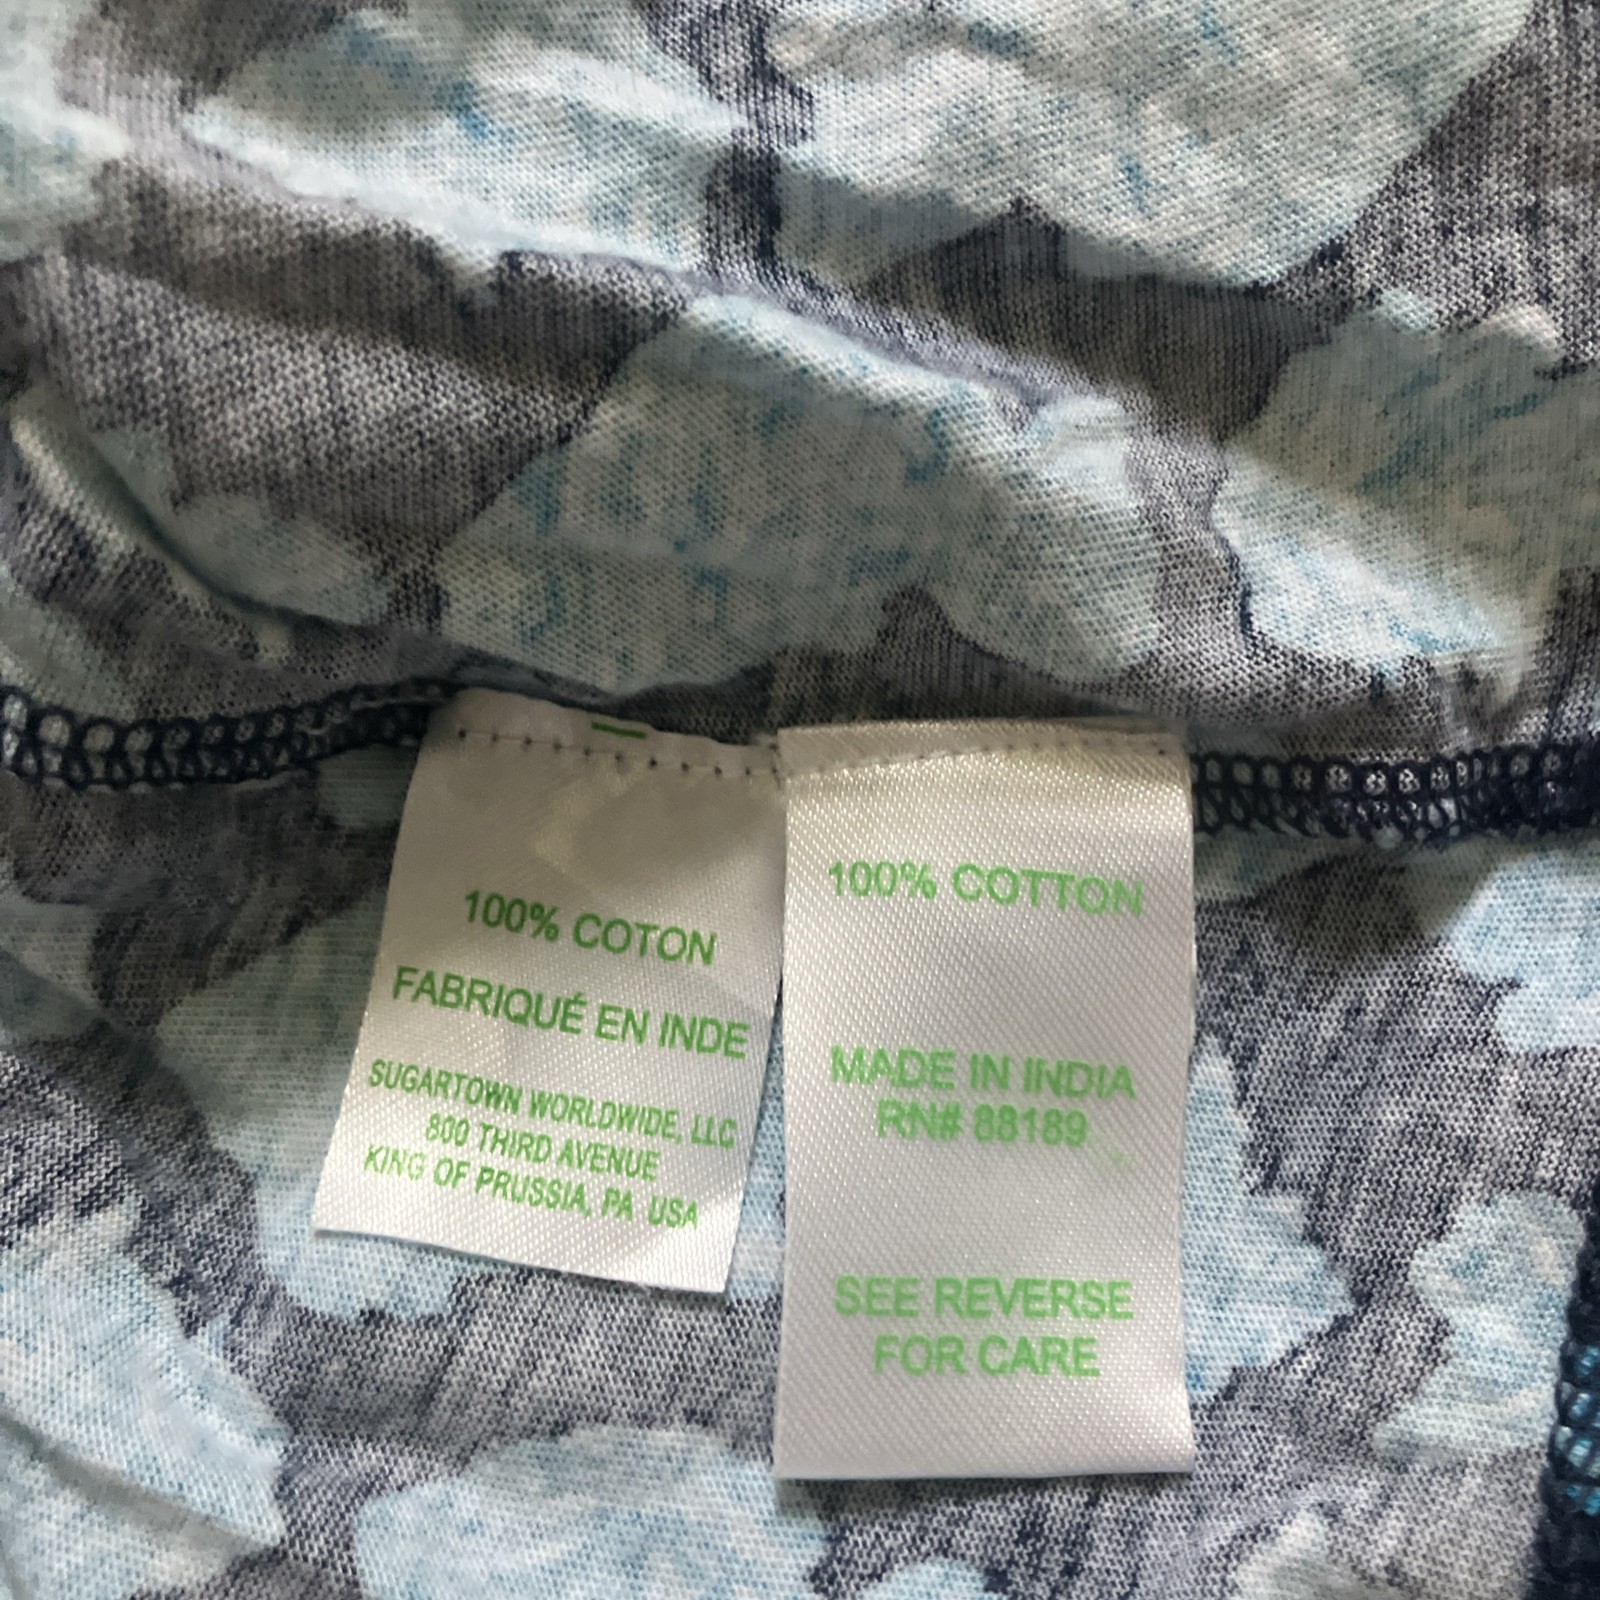 100% COTON
FABRIQUÉ EN INDE
SUGARTOWN WORLDWIDE, LLC
800 THIRD AVENUE
KING OF PRUSSIA, PA USA
100% COTTON
MADE IN INDIA
RN# 88189
SEE REVERSE
FOR CARE